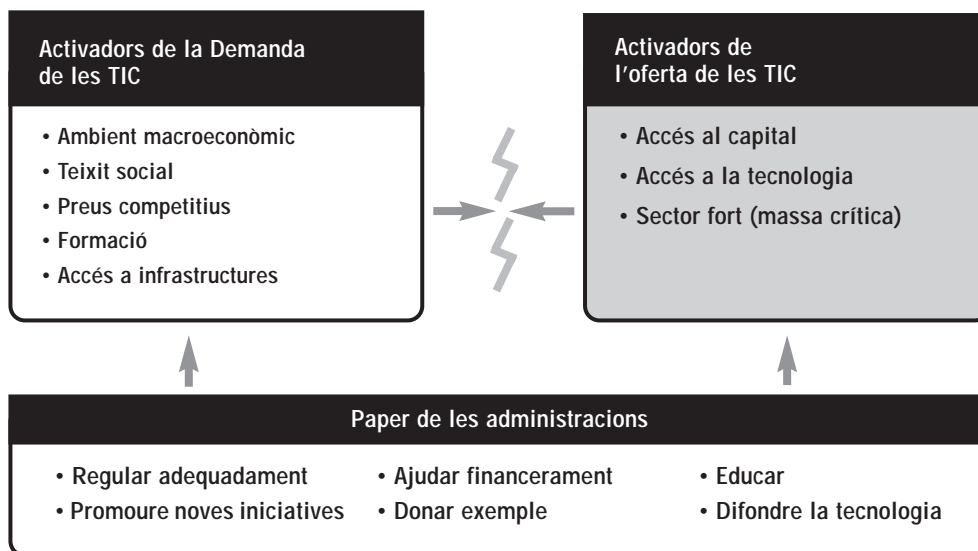 Activadors de la Demanda
de les TIC
• Ambient macroeconòmic
• Teixit social
• Preus competitius
• Formació
• Accés a infrastructures
Activadors de
l'oferta de les TIC
• Accés al capital
• Accés a la tecnologia
• Sector fort (massa crítica)
Paper de les administracions
• Regular adequadament
• Promoure noves iniciatives
• Ajudar financerament
• Donar exemple
• Educar
• Difondre la tecnologia